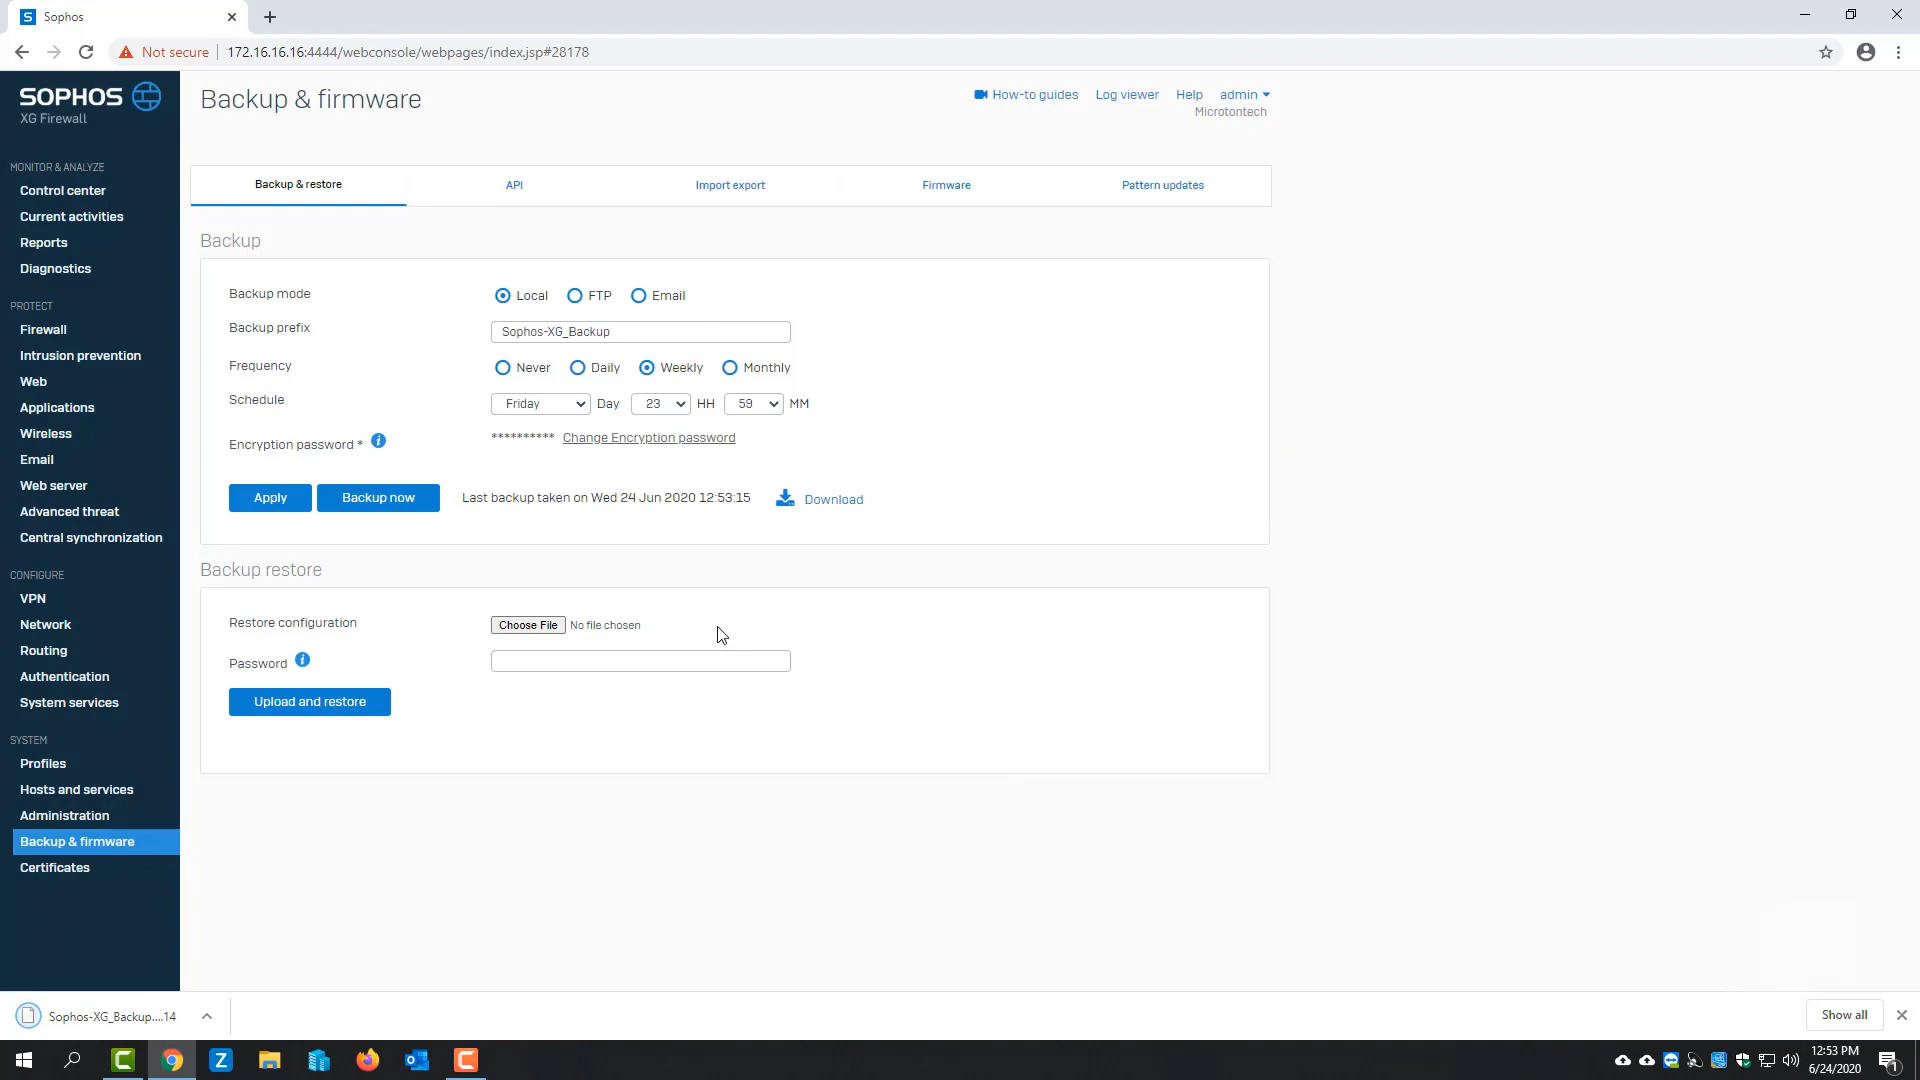 Sophos
Not secure
172.16.16.16:4444/webconsole/webpages/index.jsp#28178
SOPHOS
XG Firewall
Backup & firmware
How-to guides
Log viewer
Help
admin
Microtontech
MONITOR & ANALYZE
Control center
Current activities
Reports
Diagnostics
PROTECT
Firewall
Intrusion prevention
Web
Applications
Wireless
Email
Web server
Advanced threat
Central synchronization
CONFIGURE
VPN
Network
Routing
Authentication
System services
SYSTEM
Profiles
Hosts and services
Administration
Backup & firmware
Certificates
Backup & restore
API
Import export
Firmware
Pattern updates
Backup
Backup mode
Local
FTP
Email
Backup prefix
Sophos-XG_Backup
Frequency
Never
Daily
Weekly
Monthly
Schedule
Friday
Day
23
HH
59
MM
Encryption password *
********** Change Encryption password
Apply
Backup now
Last backup taken on Wed 24 Jun 2020 12:53:15
Download
Backup restore
Restore configuration
Choose File
No file chosen
Password
Upload and restore
Sophos-XG_Backup....14
Show all
12:53 PM
6/24/2020
1